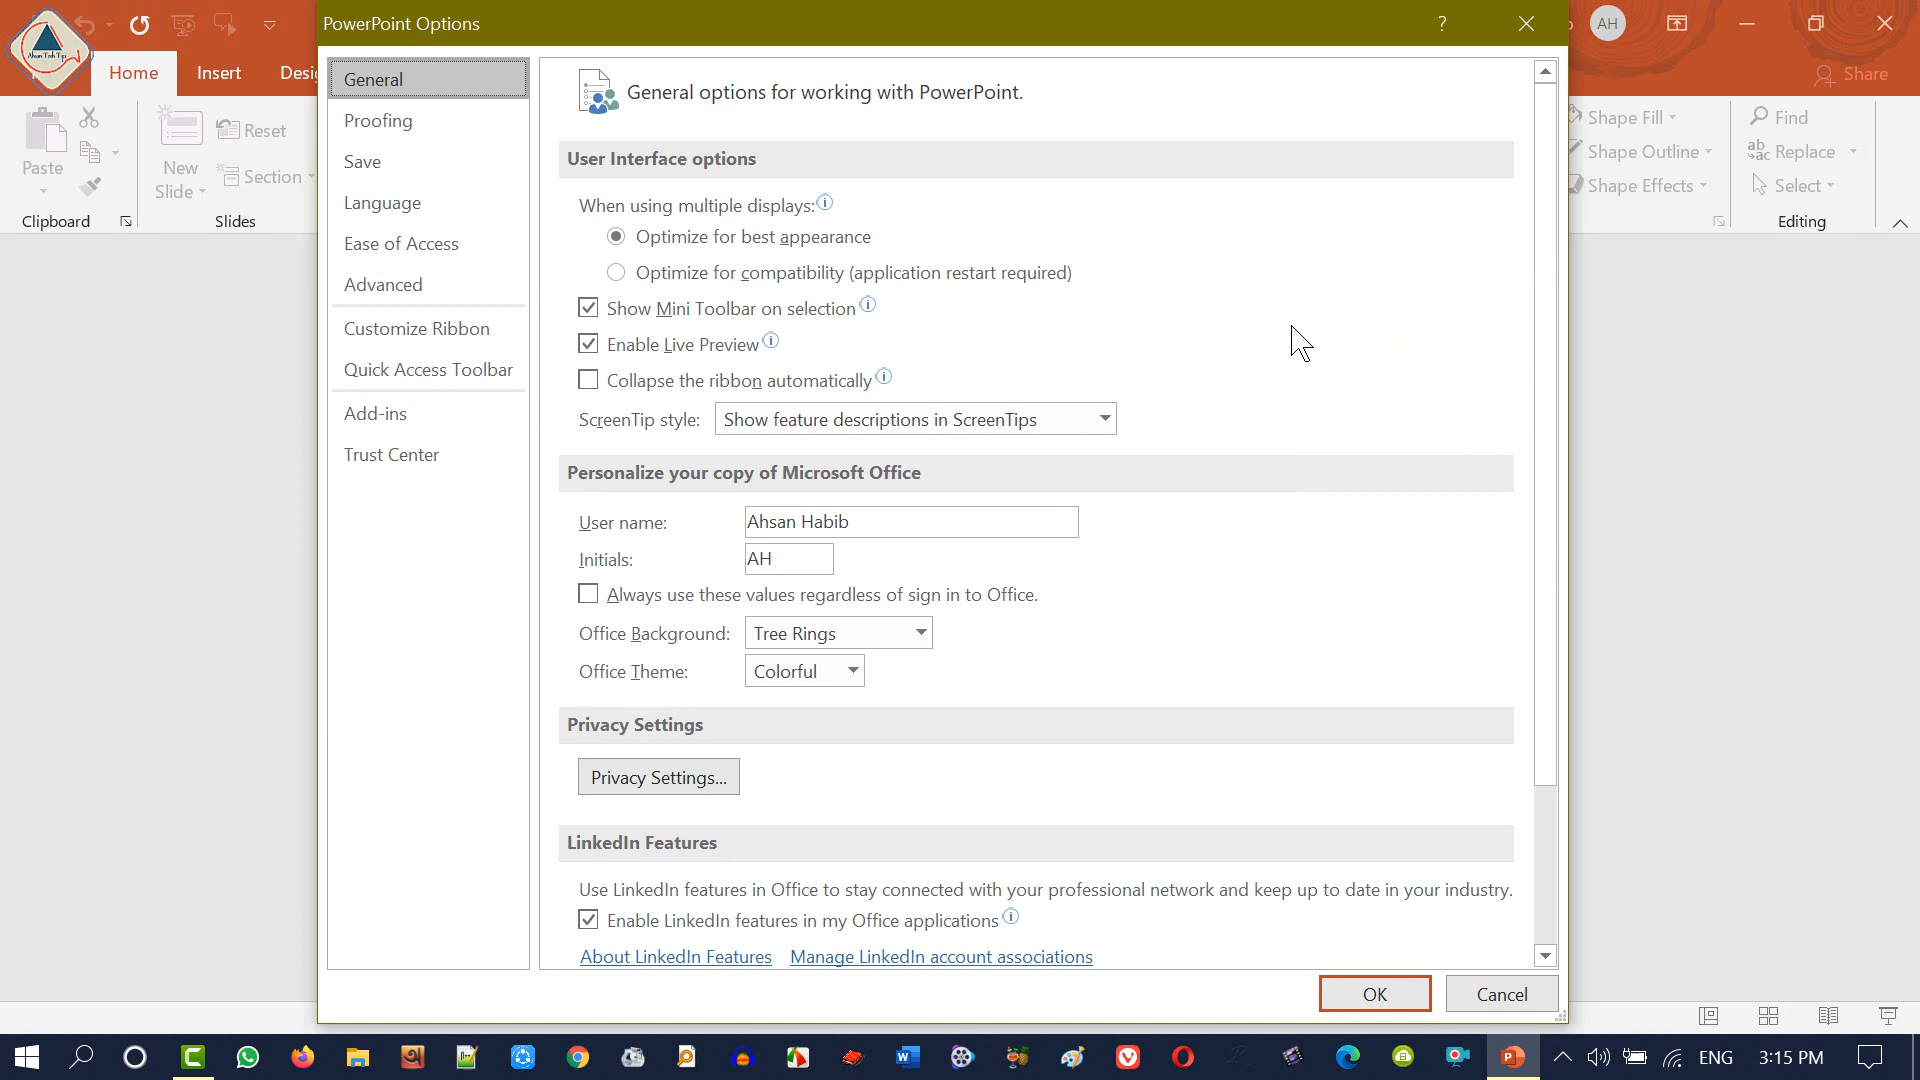 PowerPoint Options
?
AH
Share
Home
Insert
General
Proofing
Save
Language
Ease of Access
Advanced
Customize Ribbon
Quick Access Toolbar
Add-ins
Trust Center
Paste
New
Slide
Reset
Section
Clipboard
Slides
General options for working with PowerPoint.
User Interface options
When using multiple displays:
Optimize for best appearance
Optimize for compatibility (application restart required)
Show Mini Toolbar on selection
Enable Live Preview
Collapse the ribbon automatically
ScreenTip style: Show feature descriptions in ScreenTips
Personalize your copy of Microsoft Office
User name: Ahsan Habib
Initials: AH
Always use these values regardless of sign in to Office.
Office Background: Tree Rings
Office Theme: Colorful
Privacy Settings
Privacy Settings...
LinkedIn Features
Use LinkedIn features in Office to stay connected with your professional network and keep up to date in your industry.
Enable LinkedIn features in my Office applications
About LinkedIn Features Manage LinkedIn account associations
OK
Cancel
Shape Fill
Shape Outline
Shape Effects
Find
Replace
Select
Editing
ENG
3:15 PM